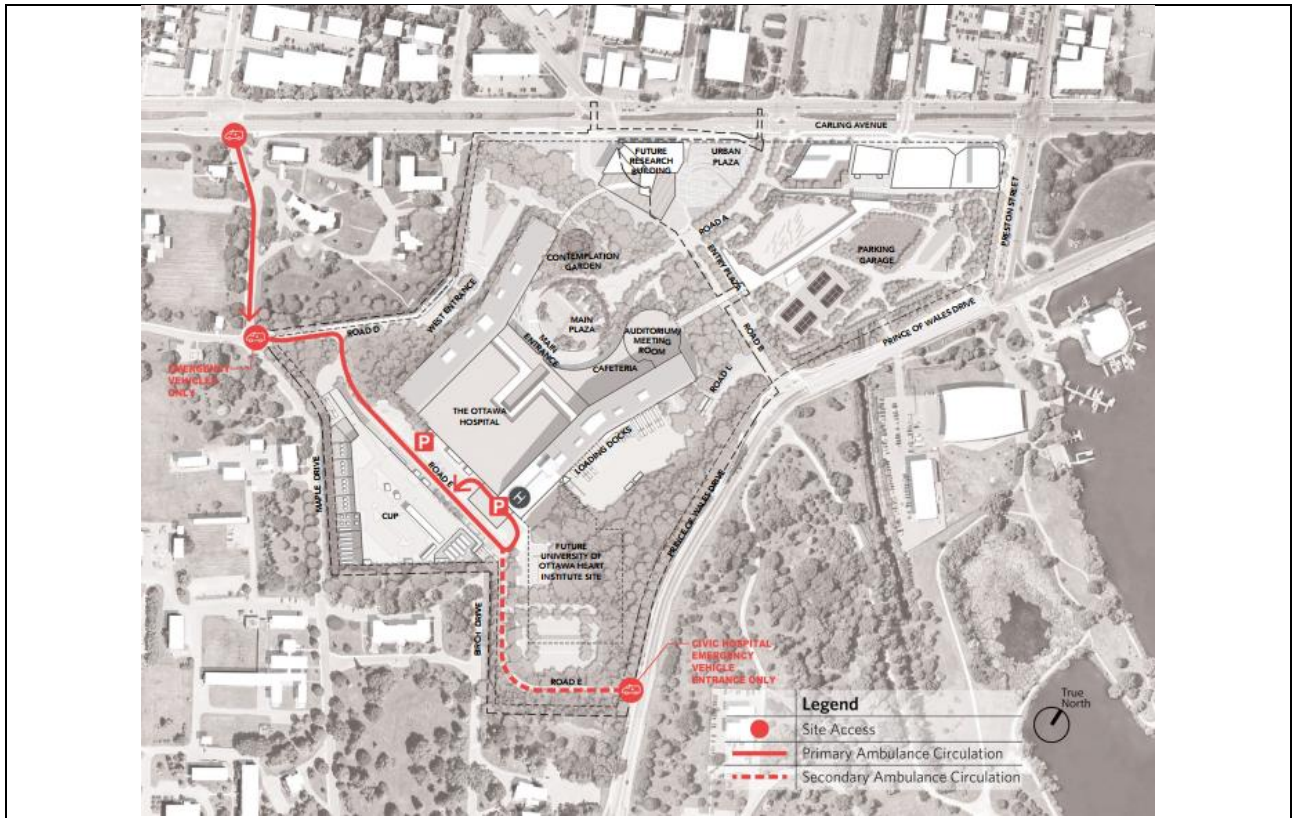 CARLING AVENUE
FUTURE
RESEARCH
BUILDING
URBAN
PLAZA
PRESTON STREET
ROAD A
ENTRY PLAZA
PARKING
GARAGE
CONTEMPLATION
GARDEN
WEST ENTRANCE
ROAD D
MAIN
PLAZA
MAIN
ENTRANCE
AUDITORIUM/
MEETING
ROOM
CAFETERIA
ROAD B
PRINCE OF WALES DRIVE
EMERGENCY
VEHICLES
ONLY
ROAD L
THE OTTAWA
HOSPITAL
P
ROAD E
LOADING DOCKS
MAPLE DRIVE
P
H
CUP
PRINCE OF WALES DRIVE
FUTURE
UNIVERSITY OF
OTTAWA HEART
INSTITUTE SITE
BIRCH DRIVE
ROAD E
CIVIC HOSPITAL
EMERGENCY
VEHICLE
ENTRANCE ONLY
Legend
Site Access
Primary Ambulance Circulation
Secondary Ambulance Circulation
True
North